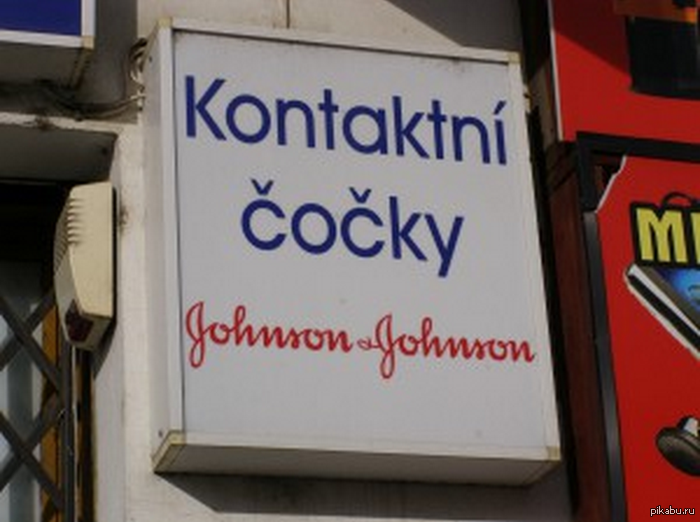 Kontaktní
čočky
Johnson & Johnson
pikabu.ru